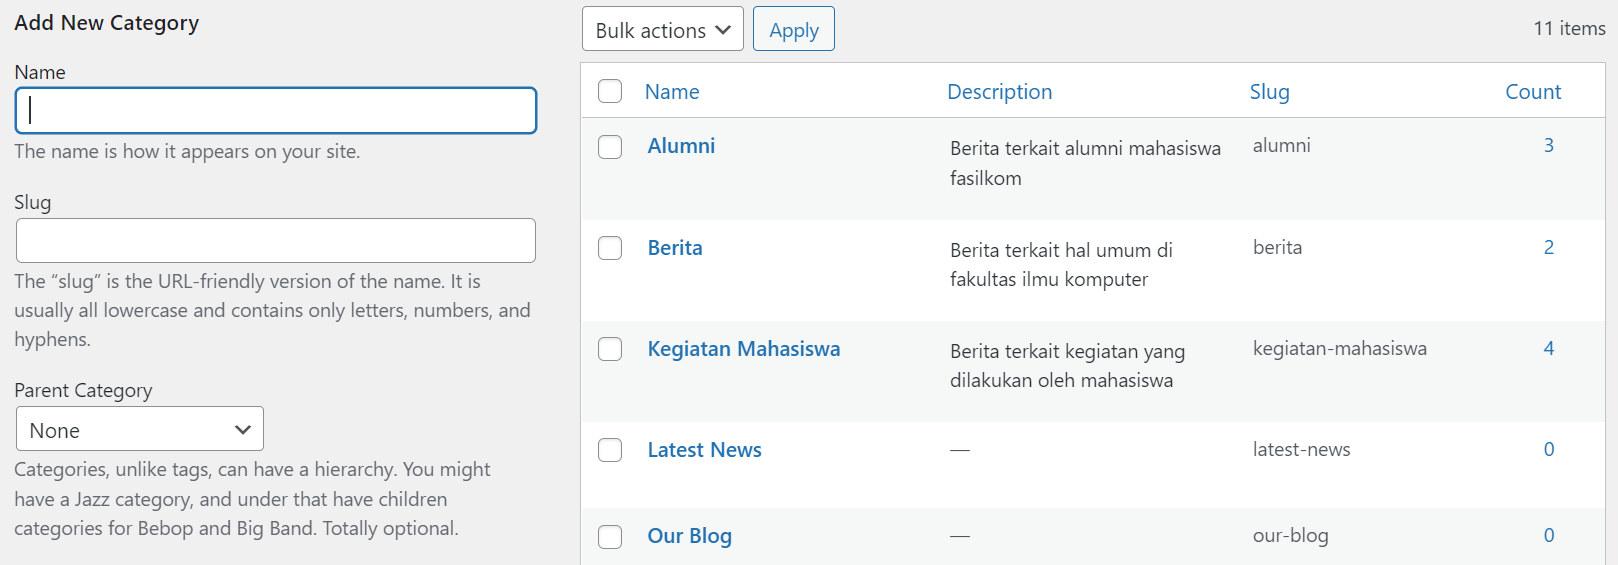 Add New Category
Name
The name is how it appears on your site.
Slug
The “slug” is the URL-friendly version of the name. It is
usually all lowercase and contains only letters, numbers, and
hyphens.
Parent Category
None
Categories, unlike tags, can have a hierarchy. You might
have a Jazz category, and under that have children
categories for Bebop and Big Band. Totally optional.
Bulk actions Apply 11 items
Name Description Slug Count
Alumni Berita terkait alumni mahasiswa alumni 3
fasilkom
Berita Berita terkait hal umum di berita 2
fakultas ilmu komputer
Kegiatan Mahasiswa Berita terkait kegiatan yang kegiatan-mahasiswa 4
dilakukan oleh mahasiswa
Latest News — latest-news 0
Our Blog — our-blog 0